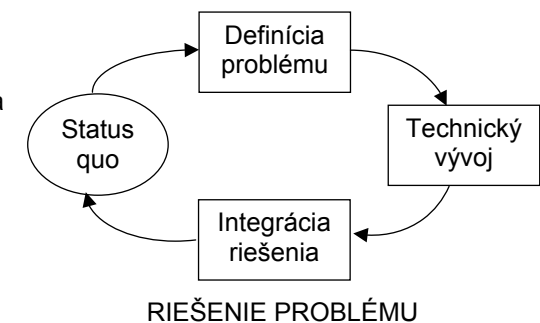 Definícia
problému
a
Status
quo
Technický
vývoj
Integrácia
riešenia
RIEŠENIE PROBLÉMU